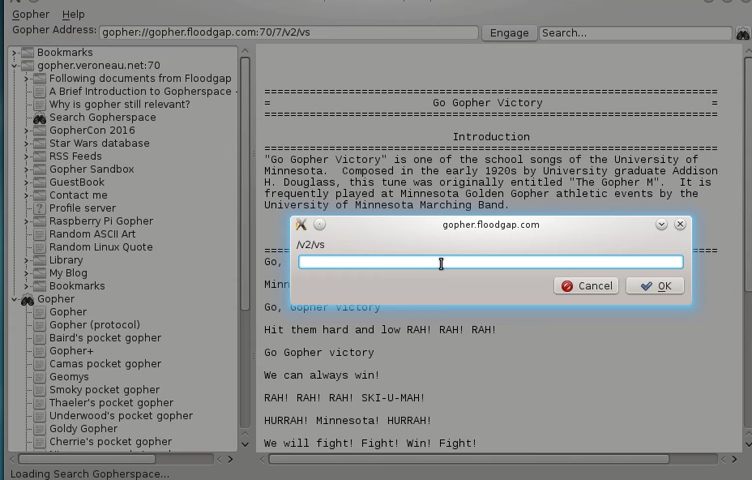 Gopher Help
Gopher Address: gopher://gopher.floodgap.com:70/7/v2/vs Engage Search...
Bookmarks
gopher.veroneau.net:70
Following documents from Floodgap
A Brief Introduction to Gopherspace
Why is gopher still relevant?
Search Gopherspace
GopherCon 2016
Star Wars database
RSS Feeds
Gopher Sandbox
GuestBook
Contact me
Profile server
Raspberry Pi Gopher
Random ASCII Art
Random Linux Quote
Library
My Blog
Bookmarks
Gopher
Gopher
Gopher (protocol)
Baird's pocket gopher
Gopher+
Camas pocket gopher
Geomys
Smoky pocket gopher
Thaeler's pocket gopher
Underwood's pocket gopher
Goldy Gopher
Cherrie's pocket gopher
================================================================
= Go Gopher Victory =
================================================================
Introduction
"Go Gopher Victory" is one of the school songs of the University of
Minnesota. Composed in the early 1920s by University graduate Addison
H. Douglass, this tune was originally entitled "The Gopher M". It is
frequently played at Minnesota Golden Gopher athletic events by the
University of Minnesota Marching Band.
gopher.floodgap.com
/v2/vs
Cancel OK
Go,
Minn
Go, Gopher victory
Hit them hard and low RAH! RAH! RAH!
Go Gopher victory
We can always win!
RAH! RAH! RAH! SKI-U-MAH!
HURRAH! Minnesota! HURRAH!
We will fight! Fight! Win! Fight!
Loading Search Gopherspace...